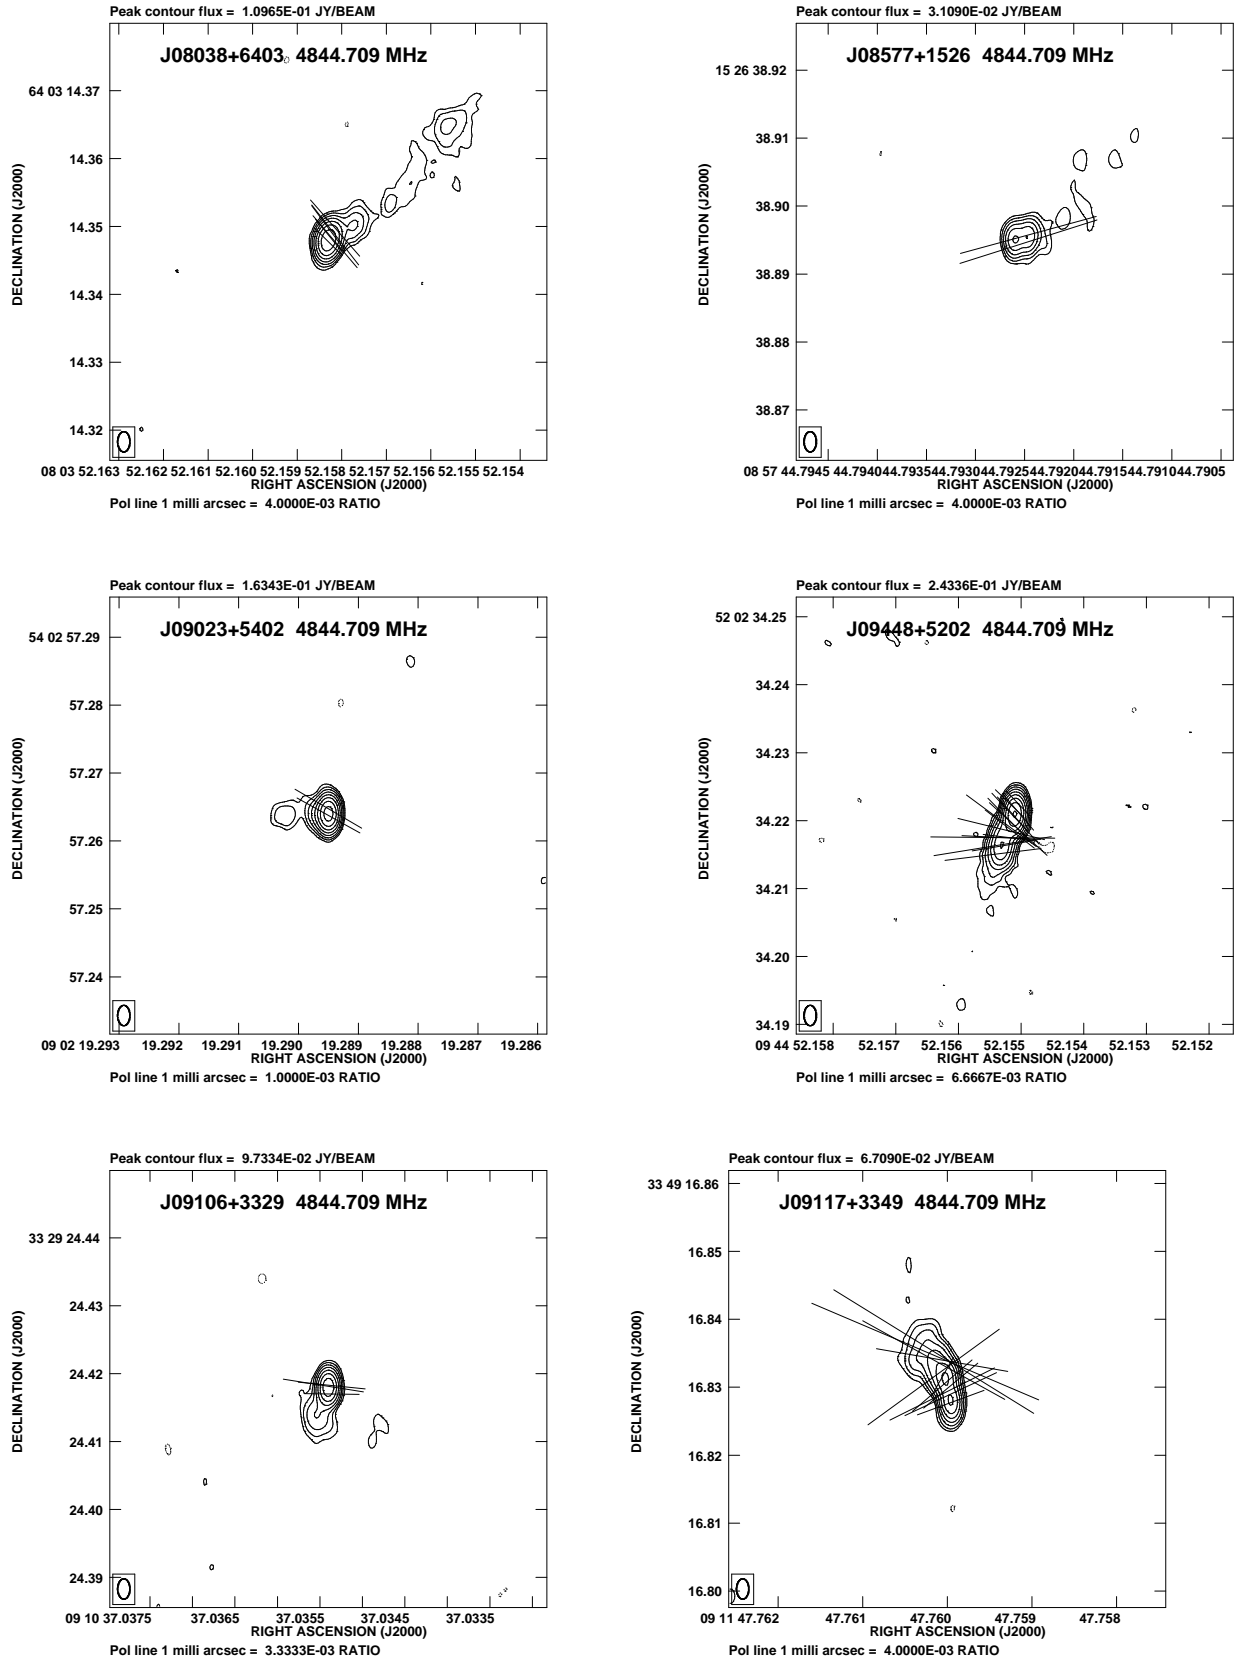 Peak contour flux = 1.0965E-01 JY/BEAM
J08038+6403 4844.709 MHz
DECLINATION (J2000)
64 03 14.37
14.36
14.35
14.34
14.33
14.32
08 03 52.163 52.162 52.161 52.160 52.159 52.158 52.157 52.156 52.155 52.154
RIGHT ASCENSION (J2000)
Pol line 1 milli arcsec = 4.0000E-03 RATIO
Peak contour flux = 3.1090E-02 JY/BEAM
J08577+1526 4844.709 MHz
DECLINATION (J2000)
15 26 38.92
38.91
38.90
38.89
38.88
38.87
08 57 44.7945 44.7940 44.7935 44.7930 44.7925 44.7920 44.7915 44.7910 44.7905
RIGHT ASCENSION (J2000)
Pol line 1 milli arcsec = 4.0000E-03 RATIO
Peak contour flux = 1.6343E-01 JY/BEAM
J09023+5402 4844.709 MHz
DECLINATION (J2000)
54 02 57.29
57.28
57.27
57.26
57.25
57.24
09 02 19.293 19.292 19.291 19.290 19.289 19.288 19.287 19.286
RIGHT ASCENSION (J2000)
Pol line 1 milli arcsec = 1.0000E-03 RATIO
Peak contour flux = 2.4336E-01 JY/BEAM
J09448+5202 4844.709 MHz
DECLINATION (J2000)
52 02 34.25
34.24
34.23
34.22
34.21
34.20
34.19
09 44 52.158 52.157 52.156 52.155 52.154 52.153 52.152
RIGHT ASCENSION (J2000)
Pol line 1 milli arcsec = 6.6667E-03 RATIO
Peak contour flux = 9.7334E-02 JY/BEAM
J09106+3329 4844.709 MHz
DECLINATION (J2000)
33 29 24.44
24.43
24.42
24.41
24.40
24.39
09 10 37.0375 37.0365 37.0355 37.0345 37.0335
RIGHT ASCENSION (J2000)
Pol line 1 milli arcsec = 3.3333E-03 RATIO
Peak contour flux = 6.7090E-02 JY/BEAM
J09117+3349 4844.709 MHz
DECLINATION (J2000)
33 49 16.86
16.85
16.84
16.83
16.82
16.81
16.80
09 11 47.762 47.761 47.760 47.759 47.758
RIGHT ASCENSION (J2000)
Pol line 1 milli arcsec = 4.0000E-03 RATIO